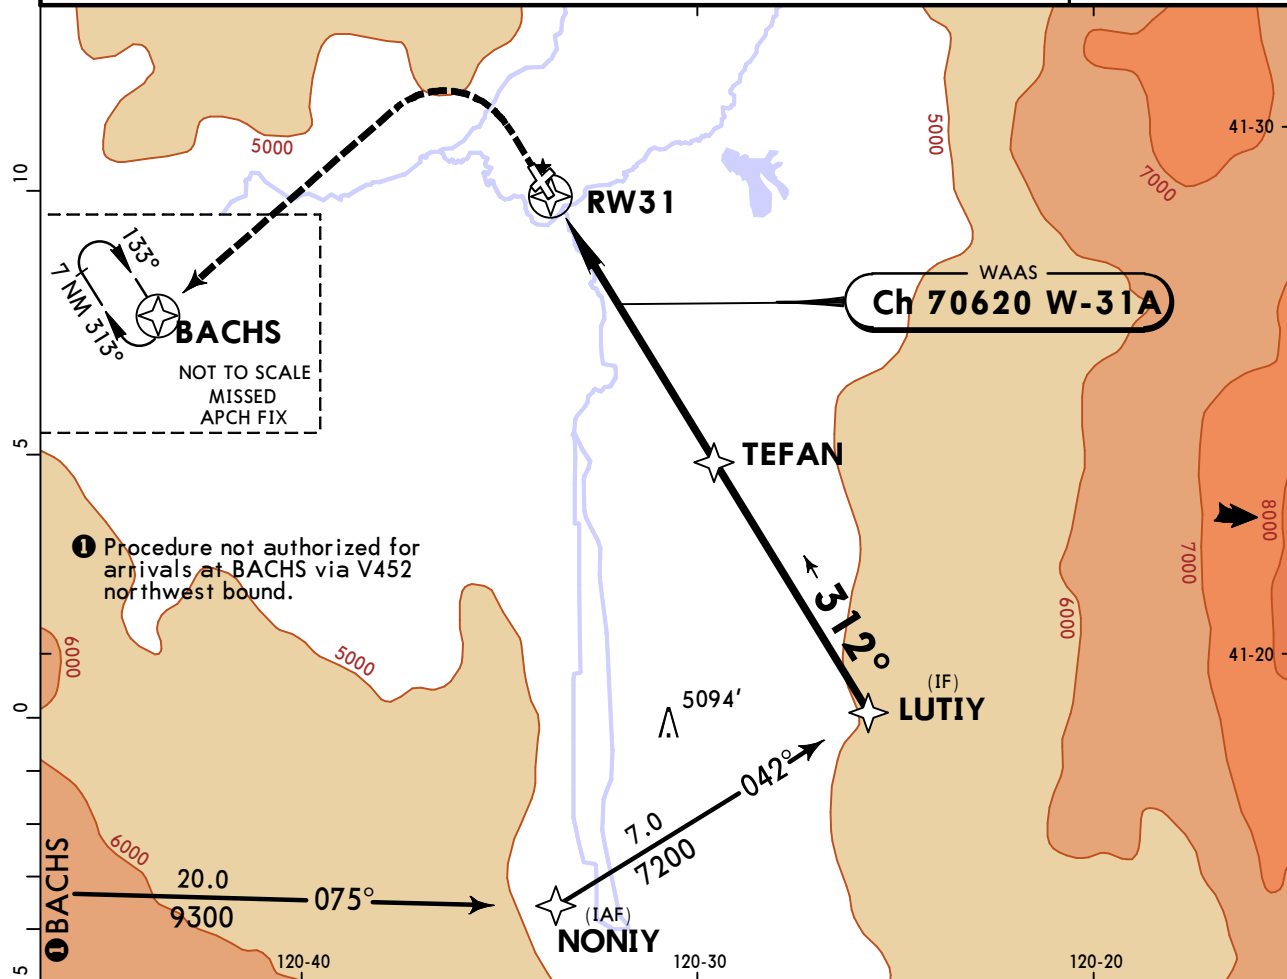 5000
5000
7000
41-30
10
RW31
WAAS
Ch 70620 W-31A
133°
7 NM 313°
BACHS
NOT TO SCALE
MISSED
APCH FIX
5
TEFAN
8000
7000
❶ Procedure not authorized for
arrivals at BACHS via V452
northwest bound.
312°
6000
6000
5000
41-20
(IF)
LUTIY
5094'
0
042°
7.0
7200
6000
❶ BACHS
20.0
075°
9300
(IAF)
NONIY
5
120-40
120-30
120-20